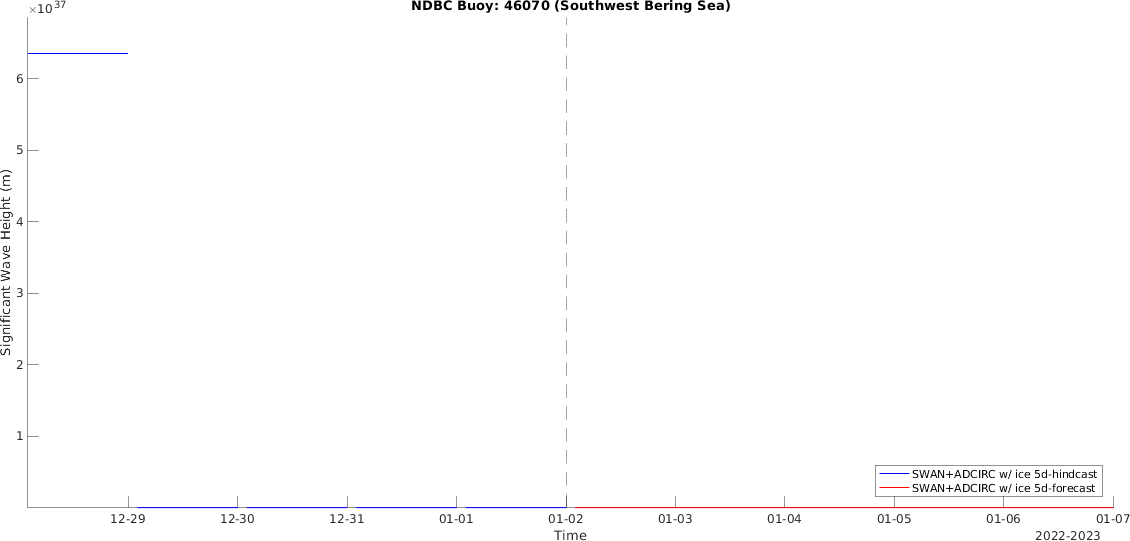 NDBC Buoy: 46070 (Southwest Bering Sea)
×10^37
Significant Wave Height (m)
6
5
4
3
2
1
SWAN+ADCIRC w/ ice 5d-hindcast
SWAN+ADCIRC w/ ice 5d-forecast
12-29 12-30 12-31 01-01 01-02 01-03 01-04 01-05 01-06 01-07
Time
2022-2023